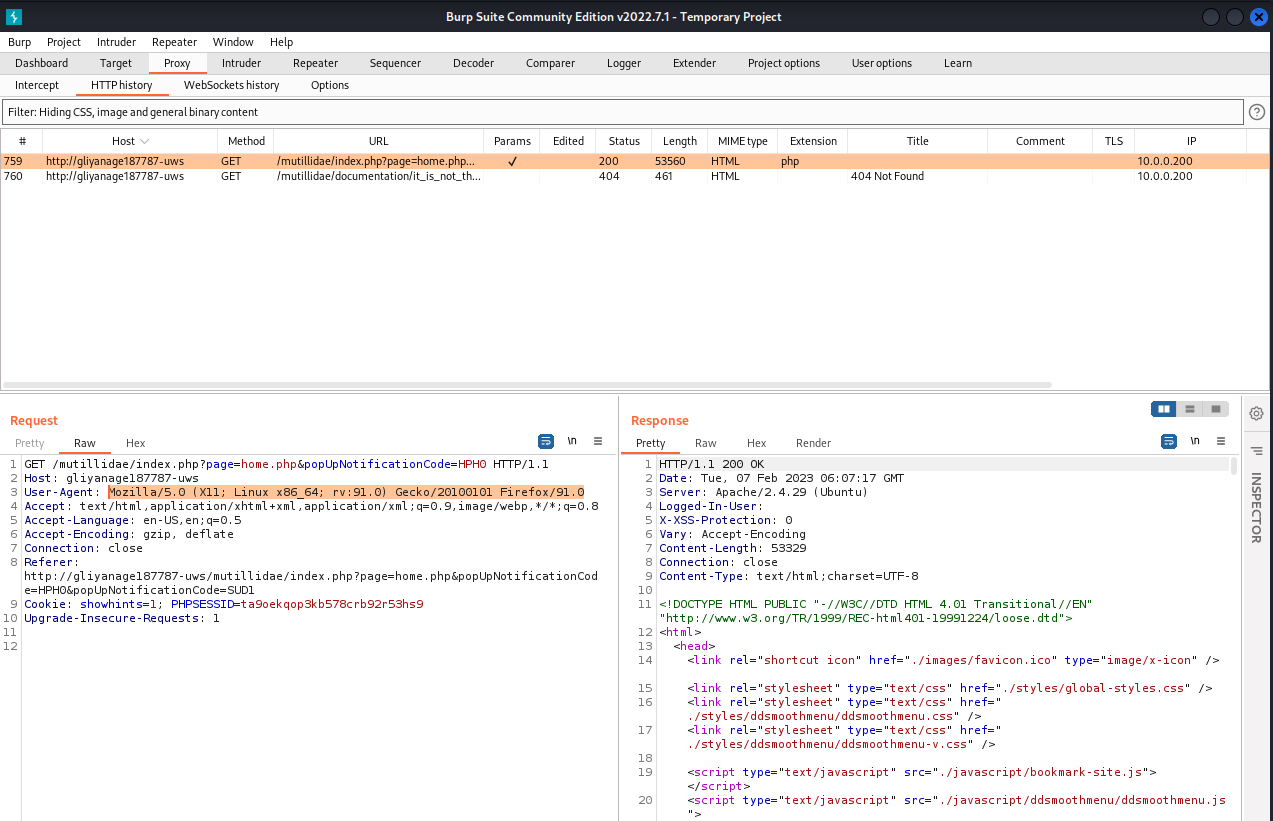 Burp Suite Community Edition v2022.7.1 - Temporary Project
Burp Project Intruder Repeater Window Help
Dashboard Target Proxy Intruder Repeater Sequencer Decoder Comparer Logger Extender Project options User options Learn
Intercept HTTP history WebSockets history Options
Filter: Hiding CSS, image and general binary content
# Host Method URL Params Edited Status Length MIME type Extension Title Comment TLS IP
759 http://gliyanage187787-uws GET /mutillidae/index.php?page=home.php... ✓ 200 53560 HTML php 10.0.0.200
760 http://gliyanage187787-uws GET /mutillidae/documentation/it_is_not_th... 404 461 HTML 404 Not Found 10.0.0.200
Request
Pretty Raw Hex \n
1 GET /mutillidae/index.php?page=home.php&popUpNotificationCode=HPH0 HTTP/1.1
2 Host: gliyanage187787-uws
3 User-Agent: Mozilla/5.0 (X11; Linux x86_64; rv:91.0) Gecko/20100101 Firefox/91.0
4 Accept: text/html,application/xhtml+xml,application/xml;q=0.9,image/webp,*/*;q=0.8
5 Accept-Language: en-US,en;q=0.5
6 Accept-Encoding: gzip, deflate
7 Connection: close
8 Referer:
http://gliyanage187787-uws/mutillidae/index.php?page=home.php&popUpNotificationCod
e=HPH0&popUpNotificationCode=SUD1
9 Cookie: showhints=1; PHPSESSID=ta9oekqop3kb578crb92r53hs9
10 Upgrade-Insecure-Requests: 1
11
12
Response
Pretty Raw Hex Render \n
1 HTTP/1.1 200 OK
2 Date: Tue, 07 Feb 2023 06:07:17 GMT
3 Server: Apache/2.4.29 (Ubuntu)
4 Logged-In-User:
5 X-XSS-Protection: 0
6 Vary: Accept-Encoding
7 Content-Length: 53329
8 Connection: close
9 Content-Type: text/html;charset=UTF-8
10
11 <!DOCTYPE HTML PUBLIC "-//W3C//DTD HTML 4.01 Transitional//EN"
"http://www.w3.org/TR/1999/REC-html401-19991224/loose.dtd">
12 <html>
13 <head>
14 <link rel="shortcut icon" href="./images/favicon.ico" type="image/x-icon" />
15 <link rel="stylesheet" type="text/css" href="./styles/global-styles.css" />
16 <link rel="stylesheet" type="text/css" href="
./styles/ddsmoothmenu/ddsmoothmenu.css" />
17 <link rel="stylesheet" type="text/css" href="
./styles/ddsmoothmenu/ddsmoothmenu-v.css" />
18
19 <script type="text/javascript" src="./javascript/bookmark-site.js">
</script>
20 <script type="text/javascript" src="./javascript/ddsmoothmenu/ddsmoothmenu.js
">
INSPECTOR